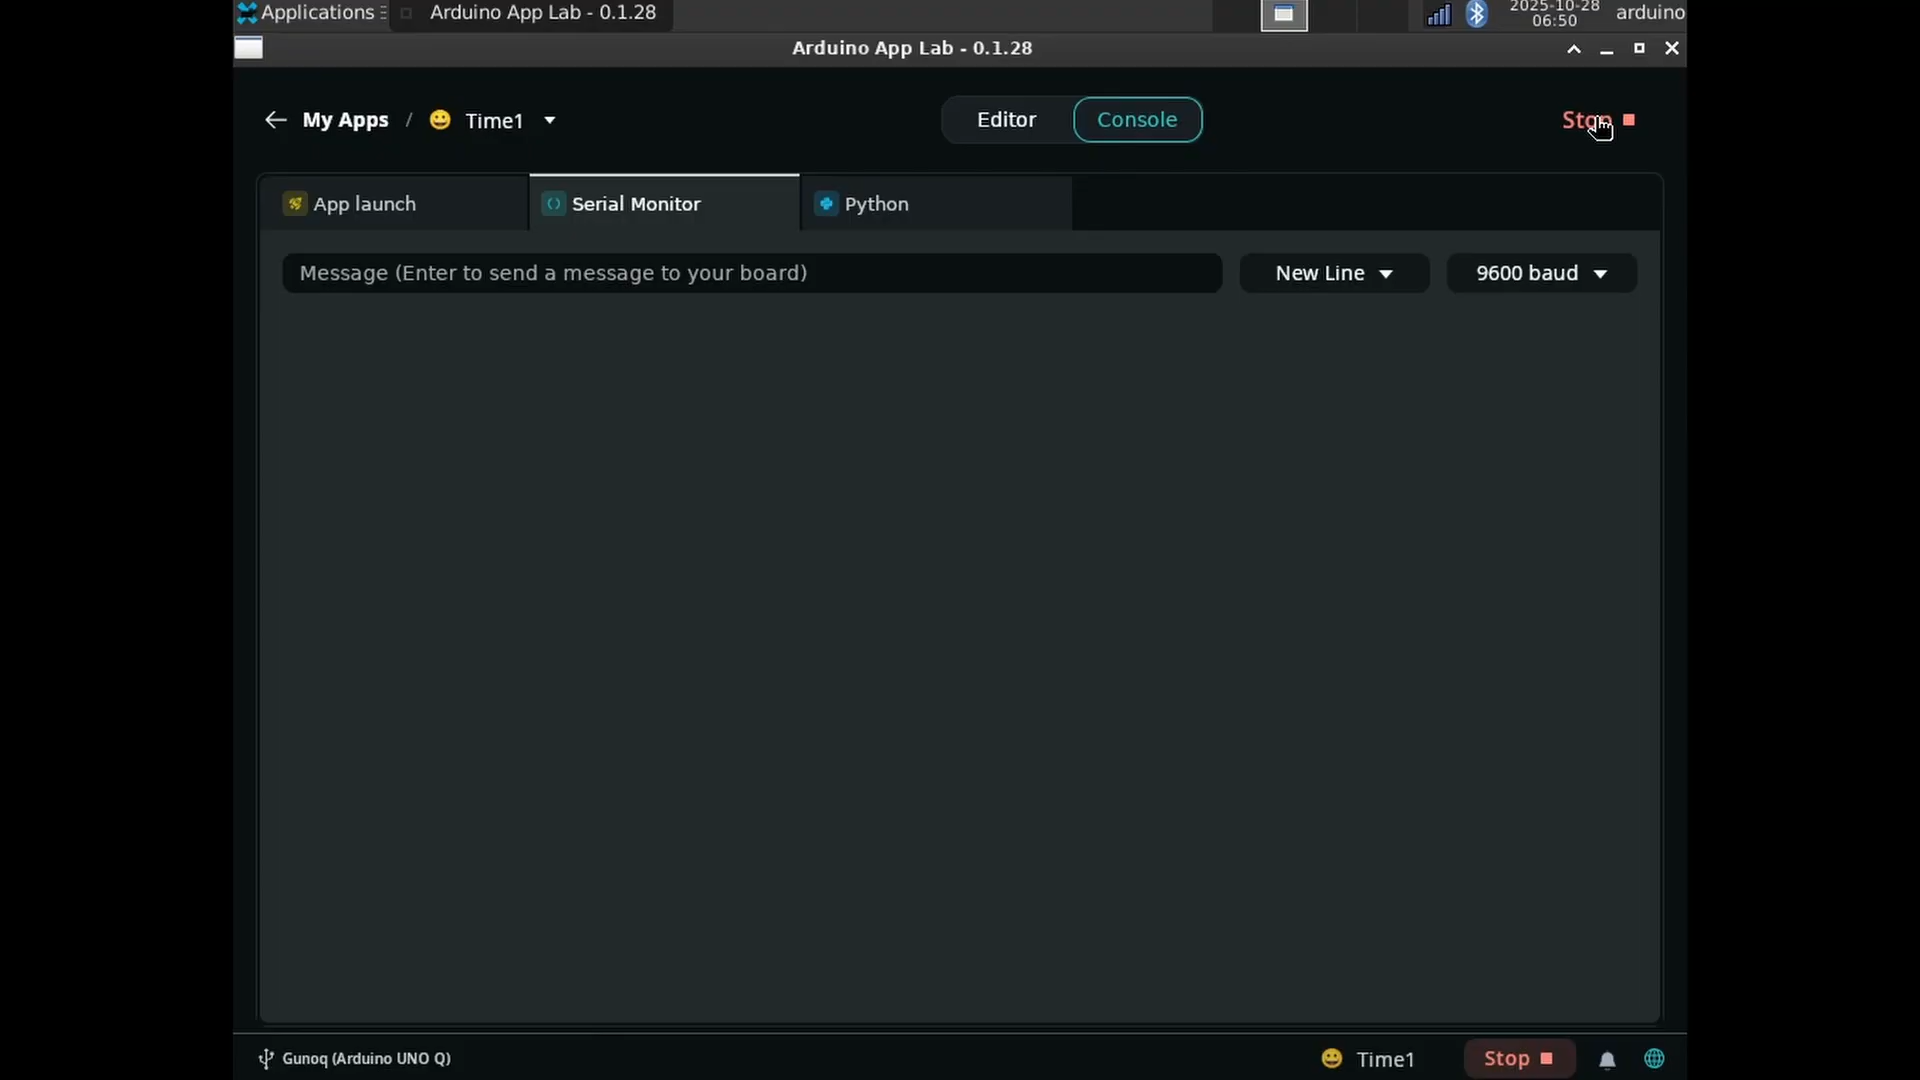 Applications
Arduino App Lab - 0.1.28
2025-10-28
06:50
arduino
Arduino App Lab - 0.1.28
My Apps / Time1
Editor
Console
Stop
App launch
Serial Monitor
Python
Message (Enter to send a message to your board)
New Line
9600 baud
Gunoq (Arduino UNO Q)
Time1
Stop